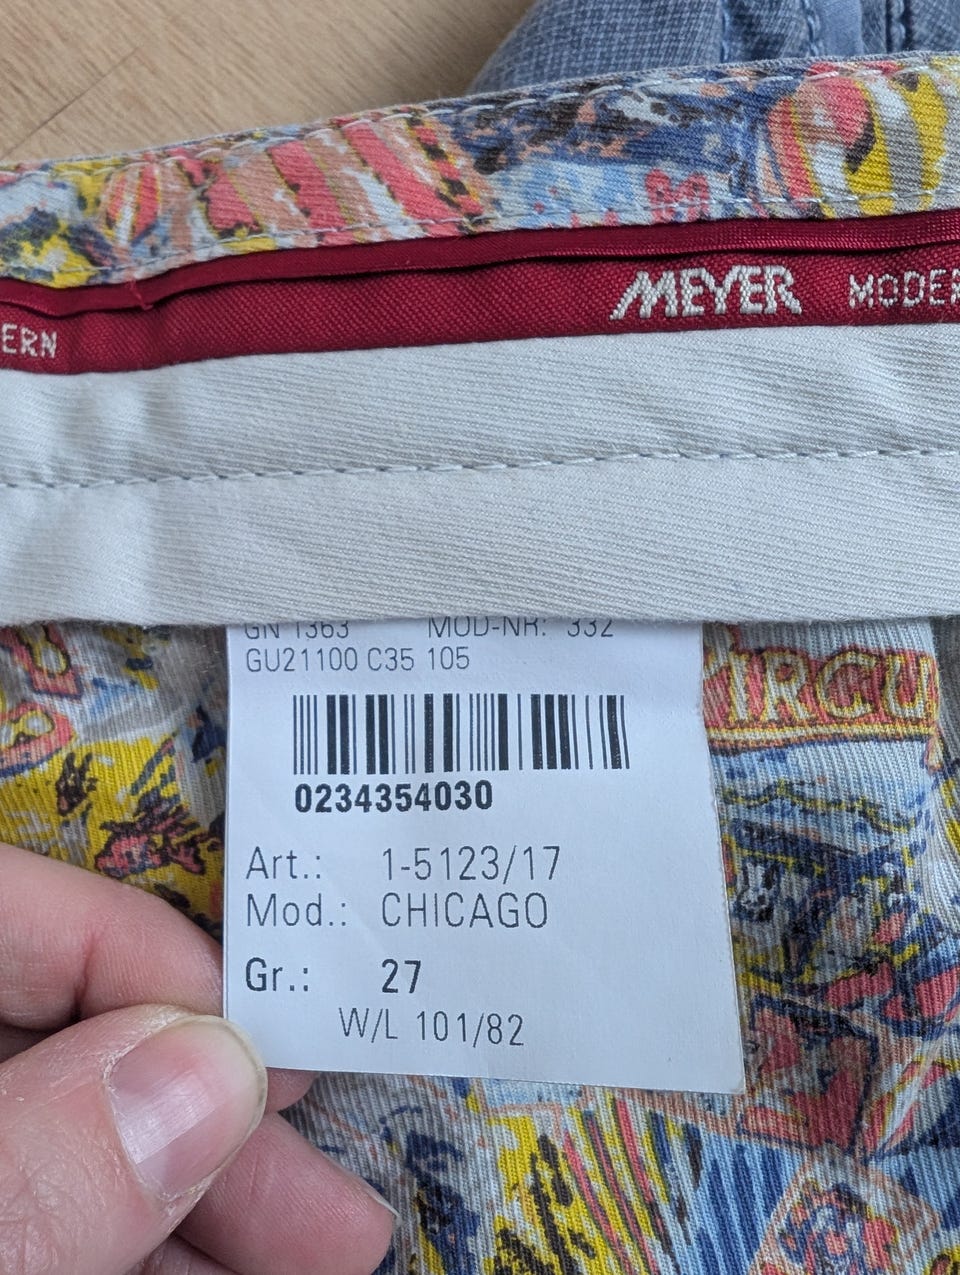 MEYER MODER
ERN
GN 1363 MOD-NR: 332
GU21100 C35 105
0234354030
Art.: 1-5123/17
Mod.: CHICAGO
Gr.: 27
W/L 101/82
IRCU